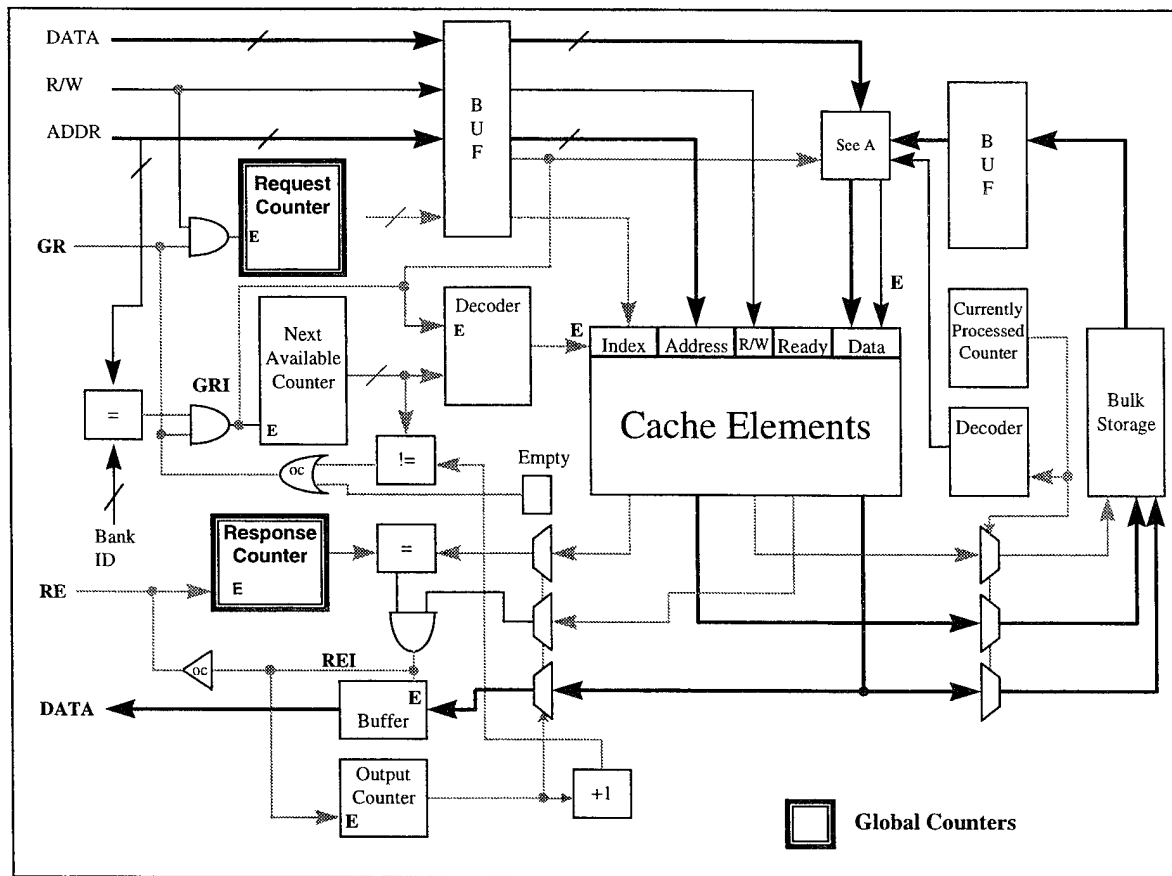 DATA
R/W
ADDR
B
U
F
See A
B
U
F
Request
Counter
E
GR
Decoder
E
E
E
Next
Available
Counter
E
GRI
=
Currently
Processed
Counter
Index
Address
R/W
Ready
Data
Cache Elements
Bulk
Storage
Decoder
!=
oc
Empty
Bank
ID
Response
Counter
E
=
RE
oc
REI
E
Buffer
DATA
Output
Counter
E
+1
Global Counters